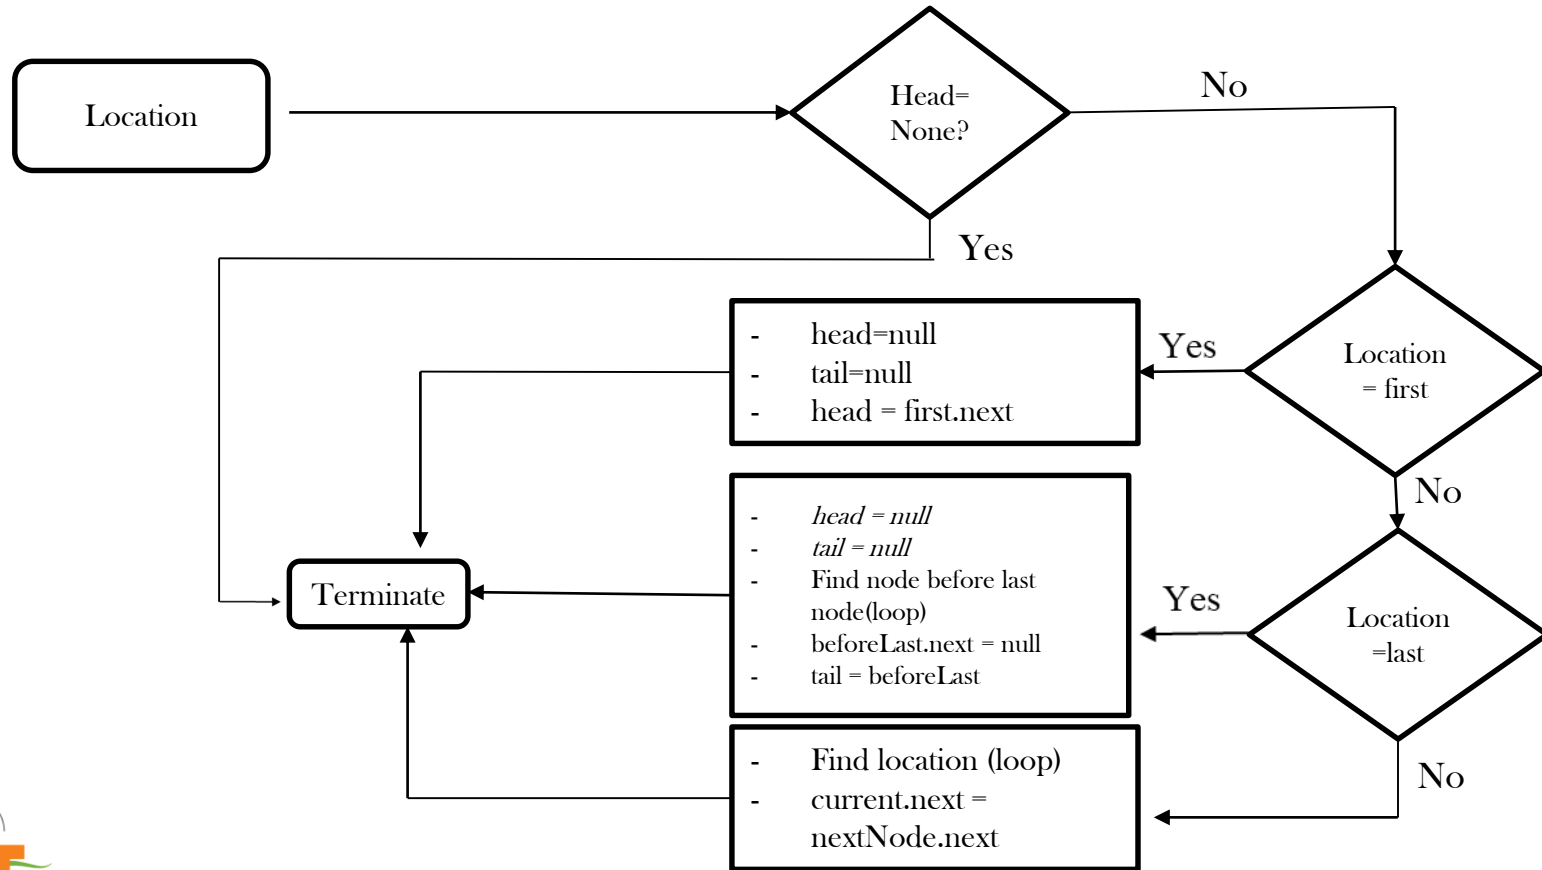 Location
Head=
None?
No
Yes
- head=null
- tail=null
- head = first.next
Yes
Location
= first
No
- head = null
- tail = null
- Find node before last
node(loop)
- beforeLast.next = null
- tail = beforeLast
Yes
Location
=last
Terminate
No
- Find location (loop)
- current.next =
nextNode.next